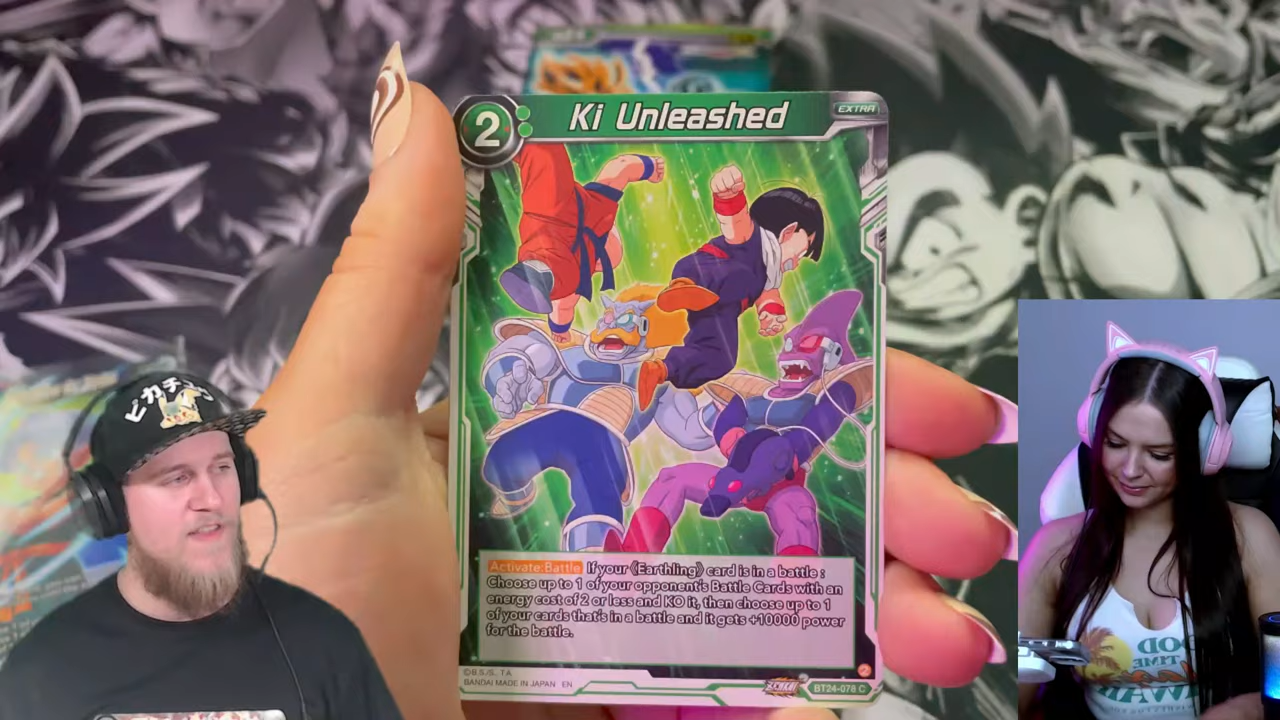 2
Ki Unleashed
EXTRA
Activate:Battle If your 《Earthling》 card is in a battle :
Choose up to 1 of your opponent's Battle Cards with an
energy cost of 2 or less and KO it, then choose up to 1
of your cards that's in a battle and it gets +10000 power
for the battle.
©B.S./S. T.A.
BANDAI MADE IN JAPAN EN
BT24-078 C
ピカチュウ